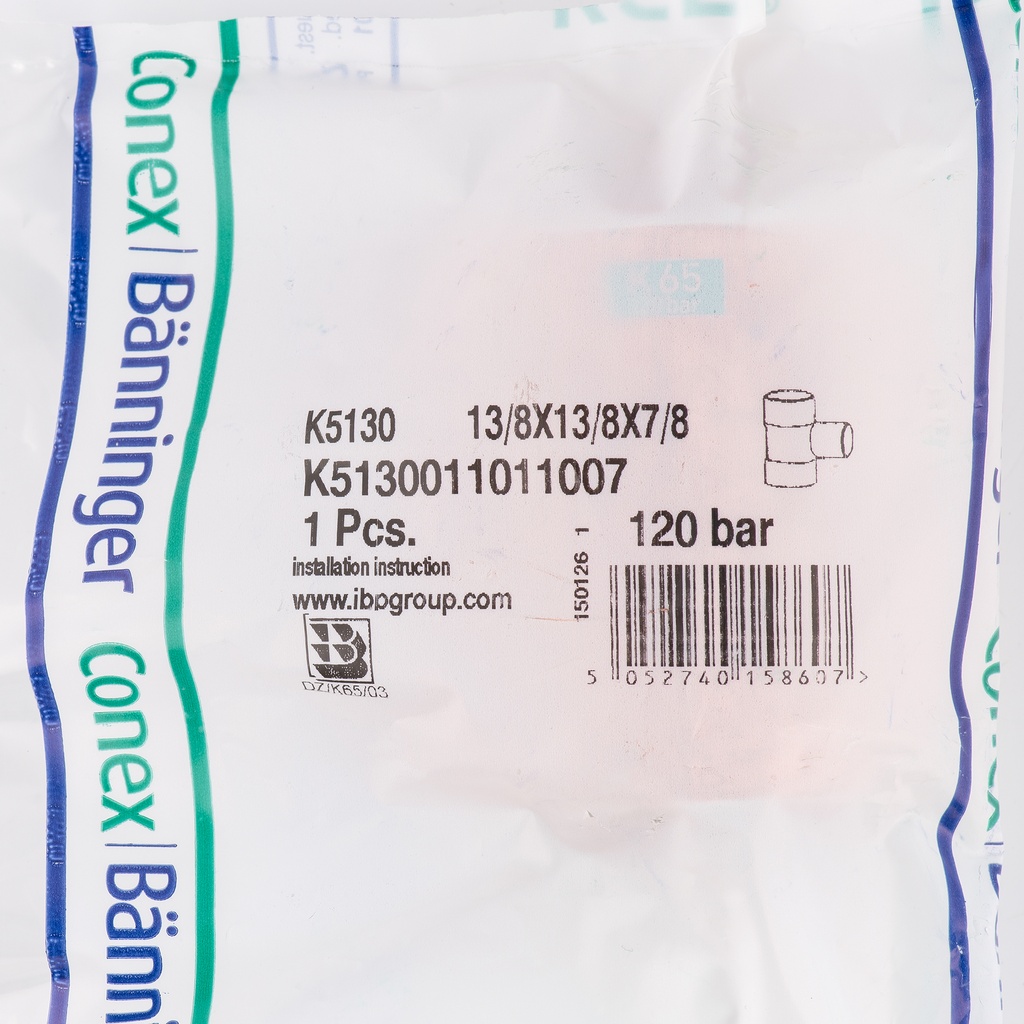 Conex | Bänninger
Conex | Bänni
K 65
K5130 13/8X13/8X7/8
K5130011011007
1 Pcs.
120 bar
installation instruction
www.ibpgroup.com
150126 1
DZ/K65/03
5 052740 158607 >